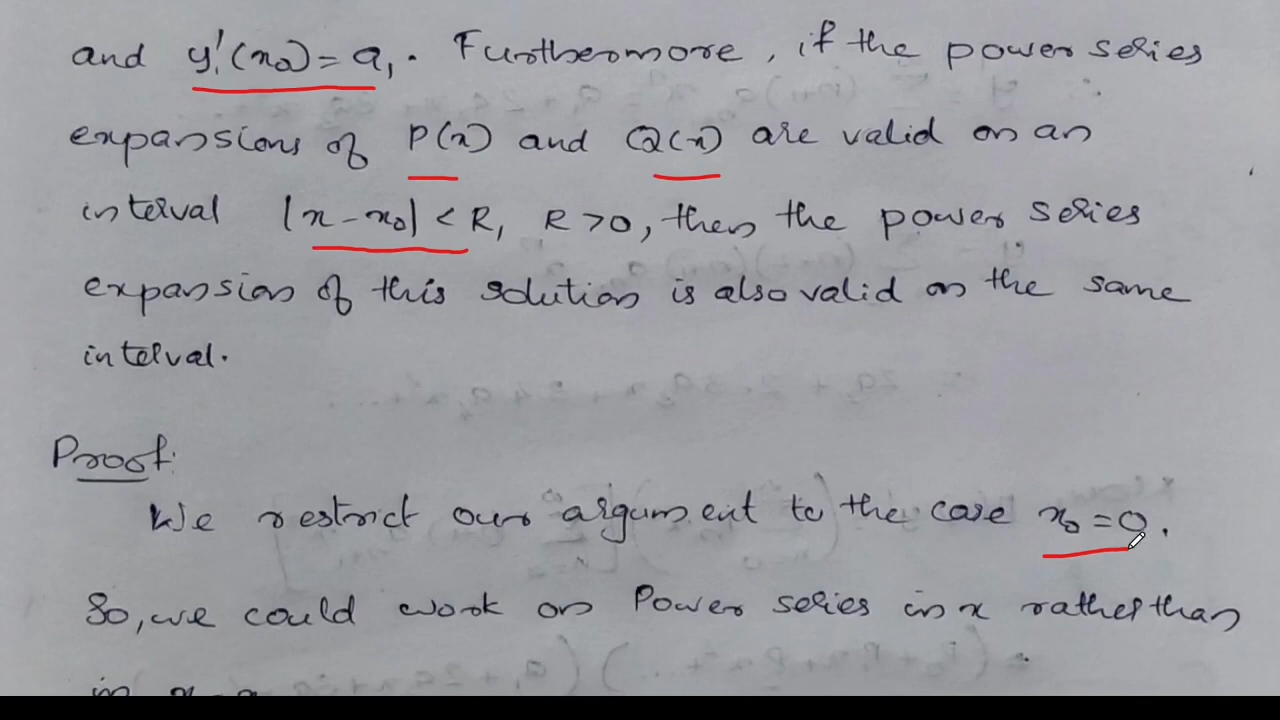 and y'(x₀) = a₁. Furthermore, if the power series
expansions of P(x) and Q(x) are valid on an
interval |x - x₀| < R, R > 0, then the power series
expansion of this solution is also valid on the same
interval.
Proof:
We restrict our argument to the case x₀ = 0.
So, we could work on Power series in x rather than
in